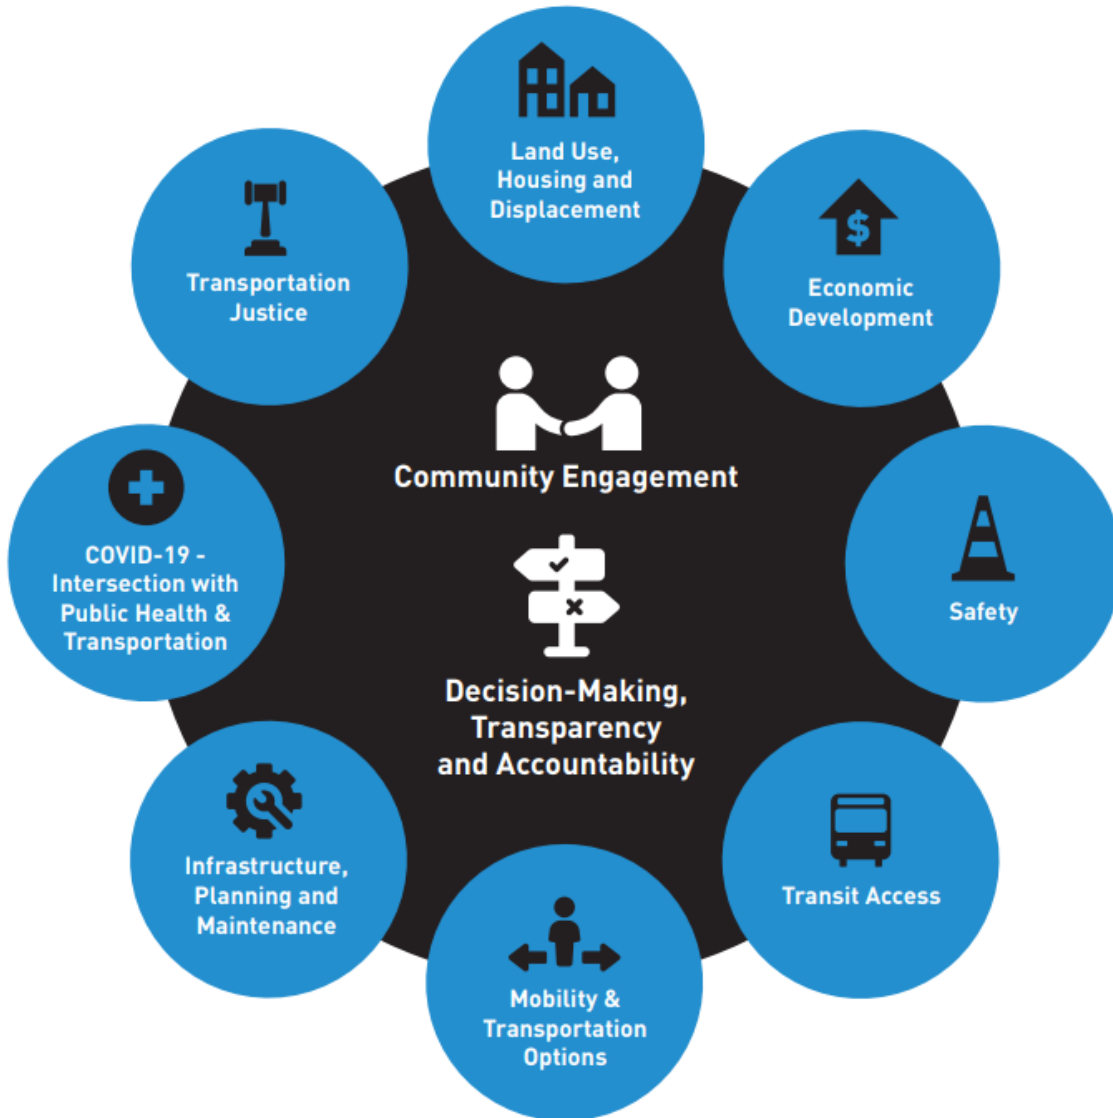 Land Use,
Housing and
Displacement
$
Economic
Development
Safety
Transit Access
Mobility &
Transportation
Options
Infrastructure,
Planning and
Maintenance
COVID-19 -
Intersection with
Public Health &
Transportation
Transportation
Justice
Community Engagement
Decision-Making,
Transparency
and Accountability